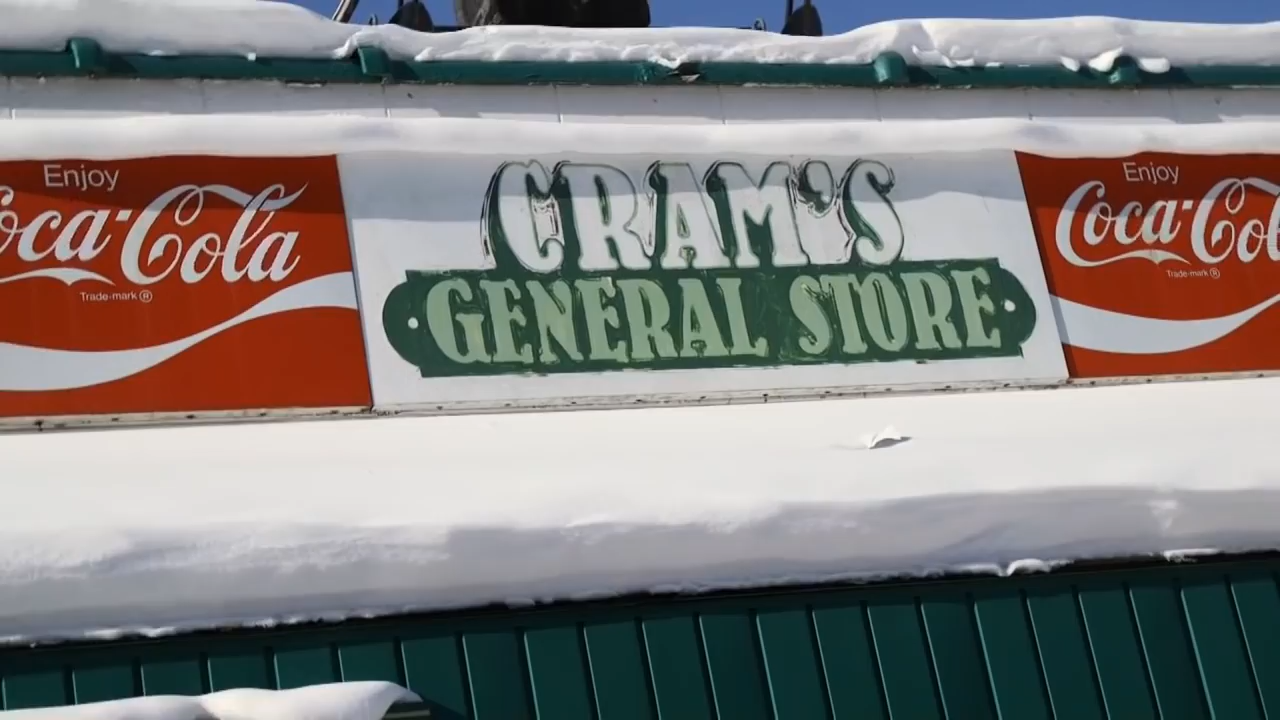 Enjoy
Coca-Cola
Trade-mark ®
CRAM'S
GENERAL STORE
Enjoy
Coca-Col
Trade-mark ®